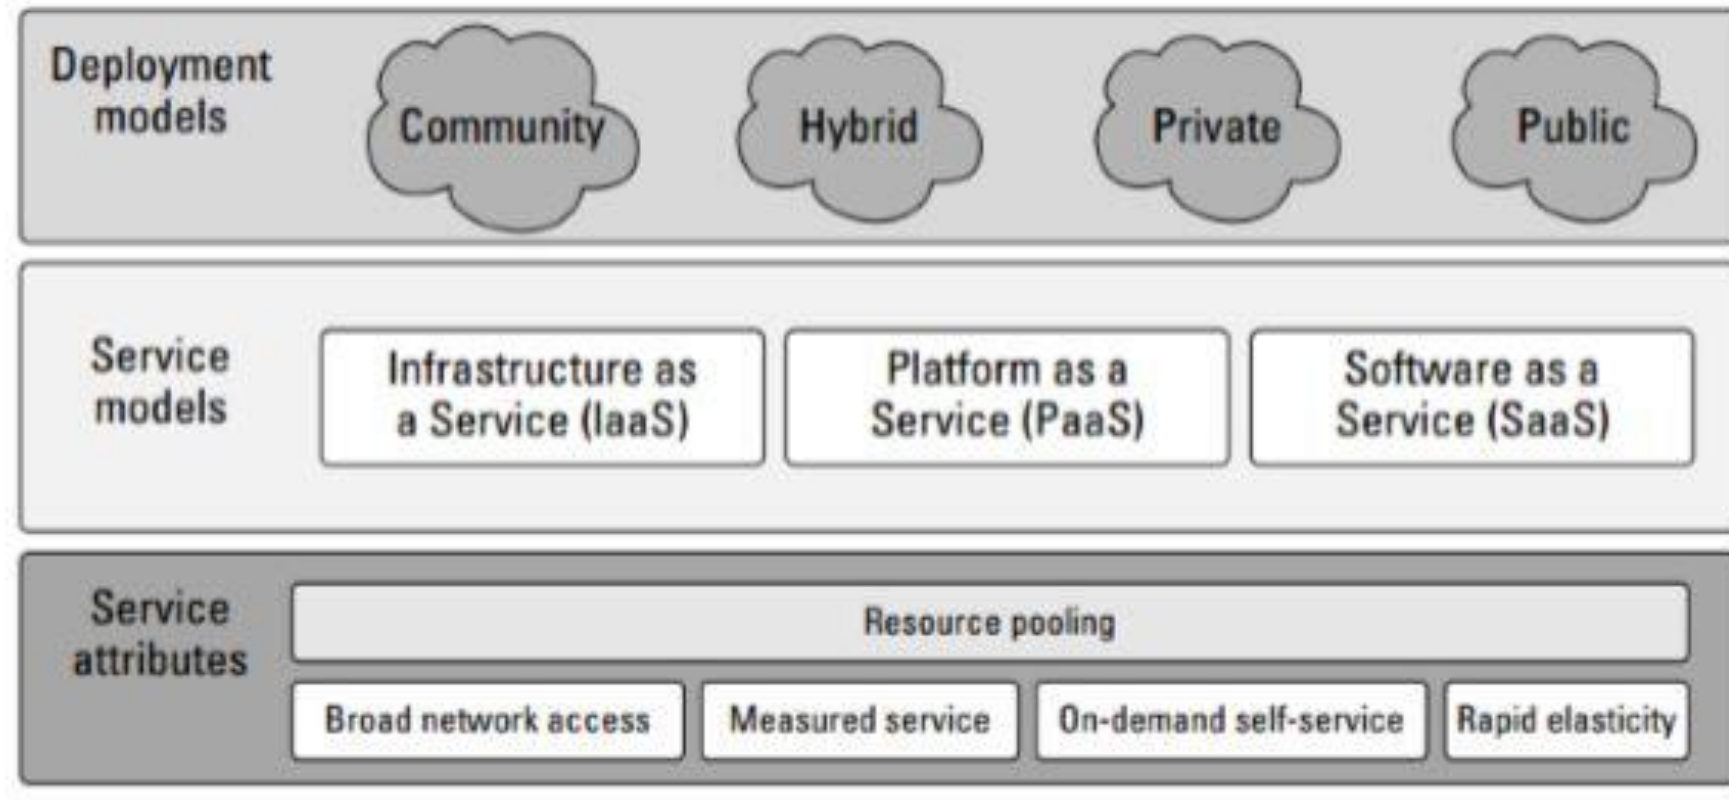 Deployment
models
Community
Hybrid
Private
Public
Service
models
Infrastructure as
a Service (IaaS)
Platform as a
Service (PaaS)
Software as a
Service (SaaS)
Service
attributes
Resource pooling
Broad network access
Measured service
On-demand self-service
Rapid elasticity